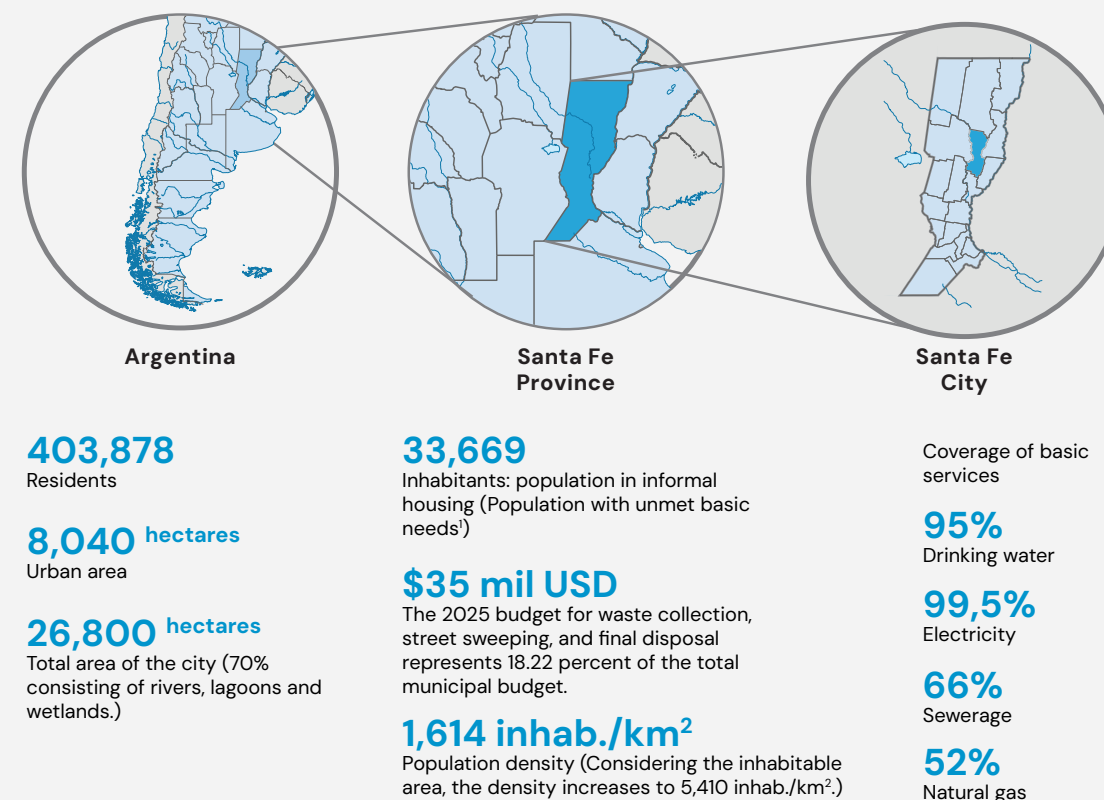 Argentina
Santa Fe
Province
Santa Fe
City
403,878
Residents
8,040 hectares
Urban area
26,800 hectares
Total area of the city (70%
consisting of rivers, lagoons and
wetlands.)
33,669
Inhabitants: population in informal
housing (Population with unmet basic
needs¹)
$35 mil USD
The 2025 budget for waste collection,
street sweeping, and final disposal
represents 18.22 percent of the total
municipal budget.
1,614 inhab./km²
Population density (Considering the inhabitable
area, the density increases to 5,410 inhab./km².)
Coverage of basic
services
95%
Drinking water
99,5%
Electricity
66%
Sewerage
52%
Natural gas